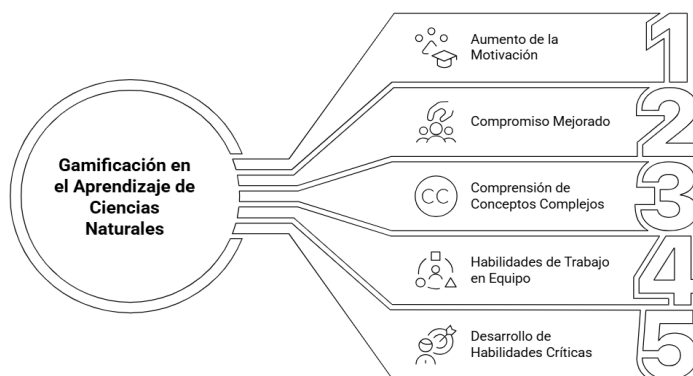 Gamificación en
el Aprendizaje de
Ciencias
Naturales
Aumento de la
Motivación
1
Compromiso Mejorado
2
CC
Comprensión de
Conceptos Complejos
3
Habilidades de Trabajo
en Equipo
4
Desarrollo de
Habilidades Críticas
5